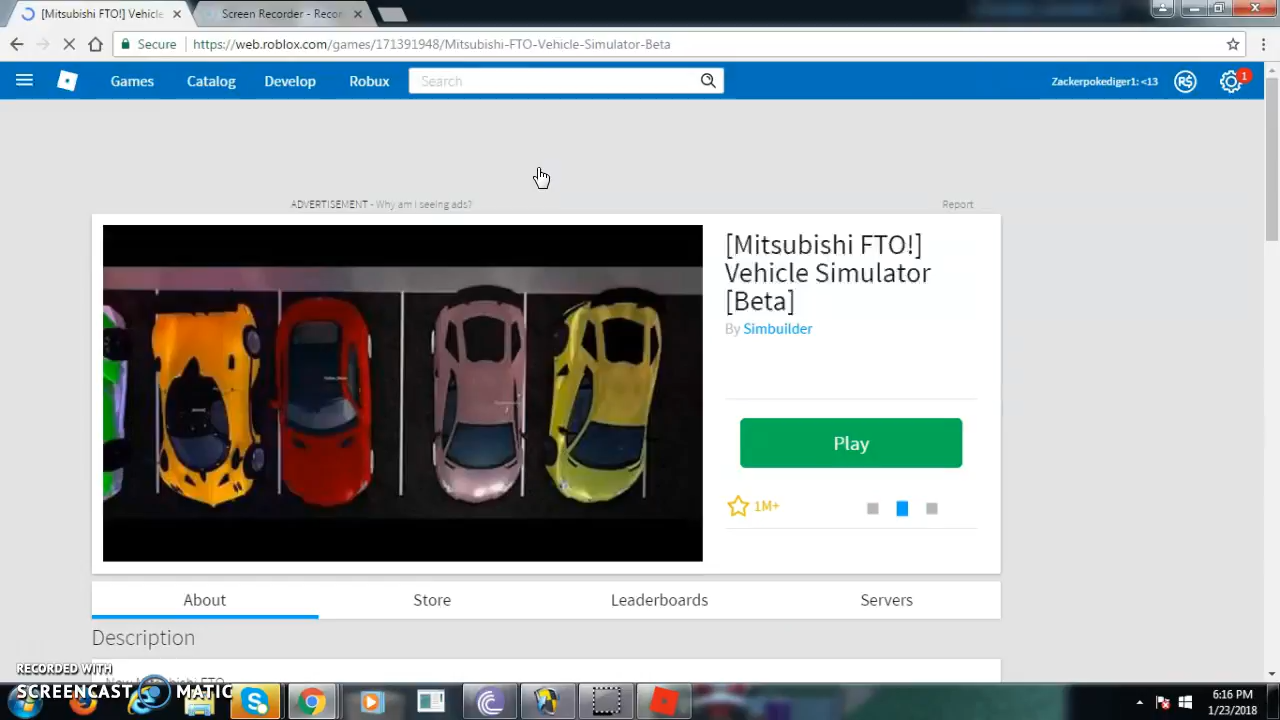 [Mitsubishi FTO!] Vehicle
Screen Recorder - Recor
Secure
https://web.roblox.com/games/171391948/Mitsubishi-FTO-Vehicle-Simulator-Beta
Games
Catalog
Develop
Robux
Search
Zackerpokediger1: <13
R$
1
ADVERTISEMENT - Why am I seeing ads?
Report
[Mitsubishi FTO!]
Vehicle Simulator
[Beta]
By Simbuilder
Play
1M+
About
Store
Leaderboards
Servers
Description
RECORDED WITH
SCREENCAST MATIC
6:16 PM
1/23/2018